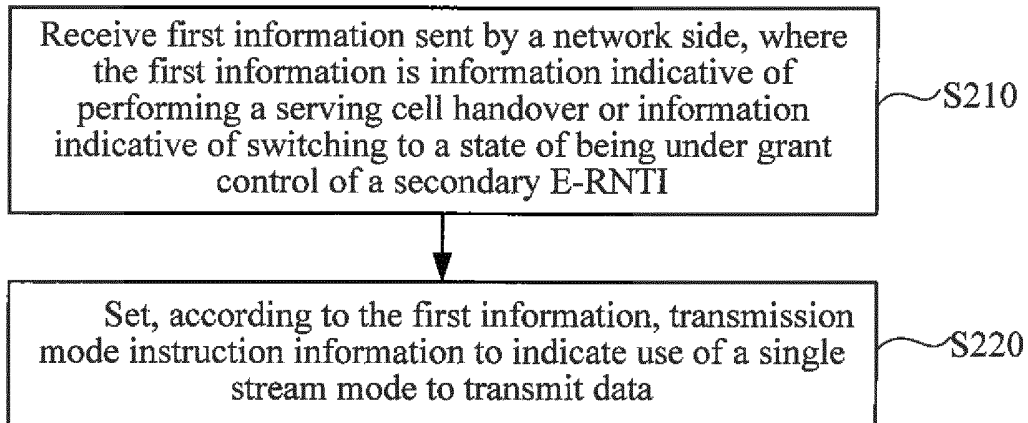 Receive first information sent by a network side, where
the first information is information indicative of
performing a serving cell handover or information
indicative of switching to a state of being under grant
control of a secondary E-RNTI
S210
Set, according to the first information, transmission
mode instruction information to indicate use of a single
stream mode to transmit data
S220